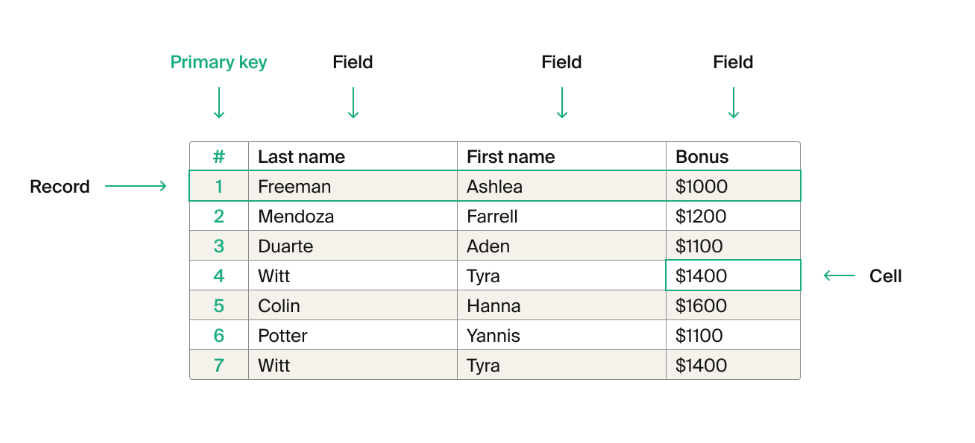 Primary key Field Field Field
# Last name First name Bonus
Record 1 Freeman Ashlea $1000
2 Mendoza Farrell $1200
3 Duarte Aden $1100
4 Witt Tyra $1400 Cell
5 Colin Hanna $1600
6 Potter Yannis $1100
7 Witt Tyra $1400